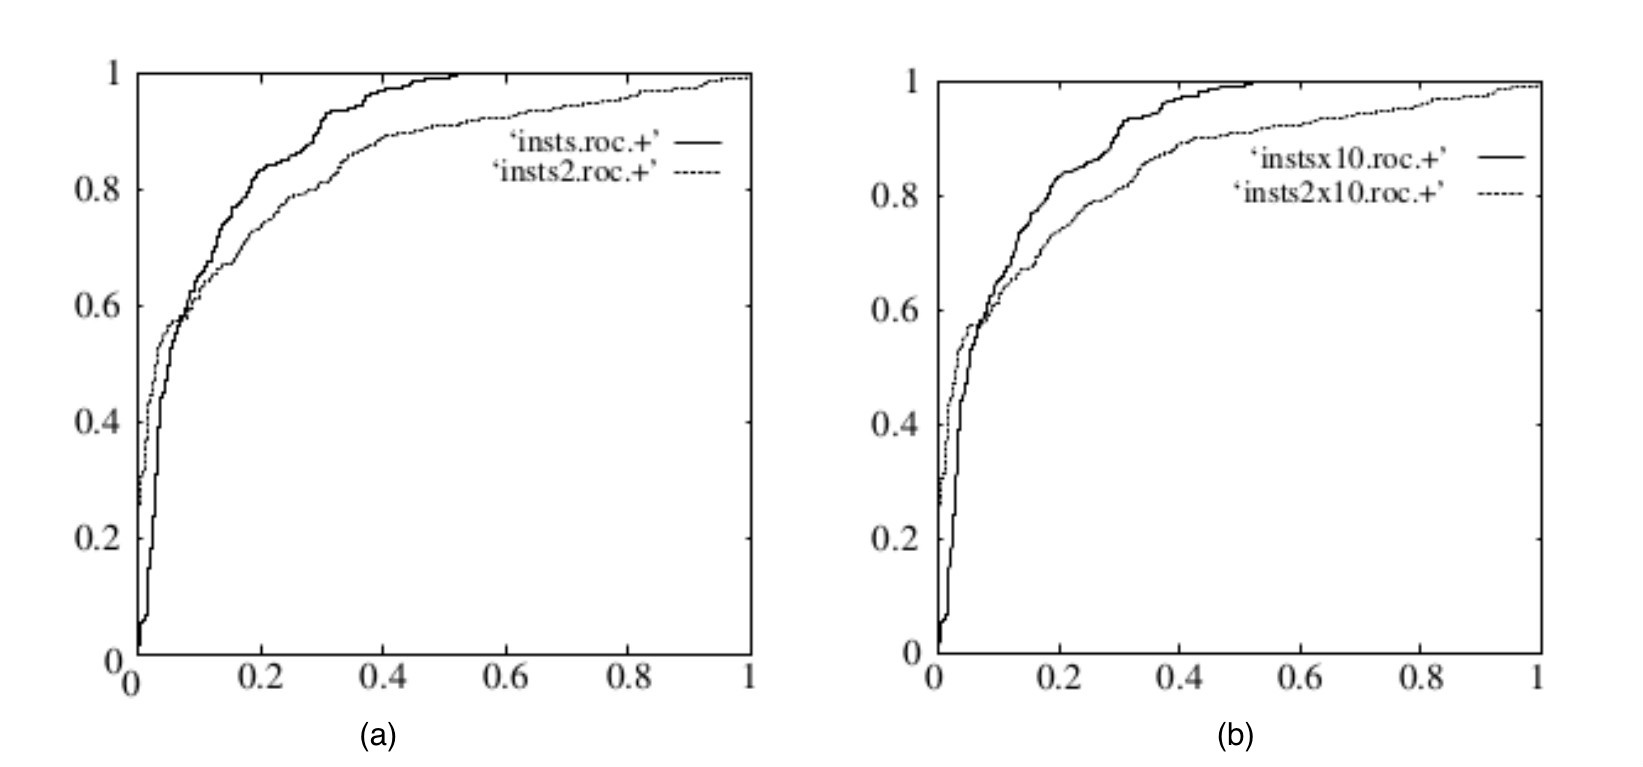 1
0.8
0.6
0.4
0.2
0
0 0.2 0.4 0.6 0.8 1
‘insts.roc.+’
‘insts2.roc.+’
(a)
1
0.8
0.6
0.4
0.2
0
0 0.2 0.4 0.6 0.8 1
‘instsx10.roc.+’
‘insts2x10.roc.+’
(b)